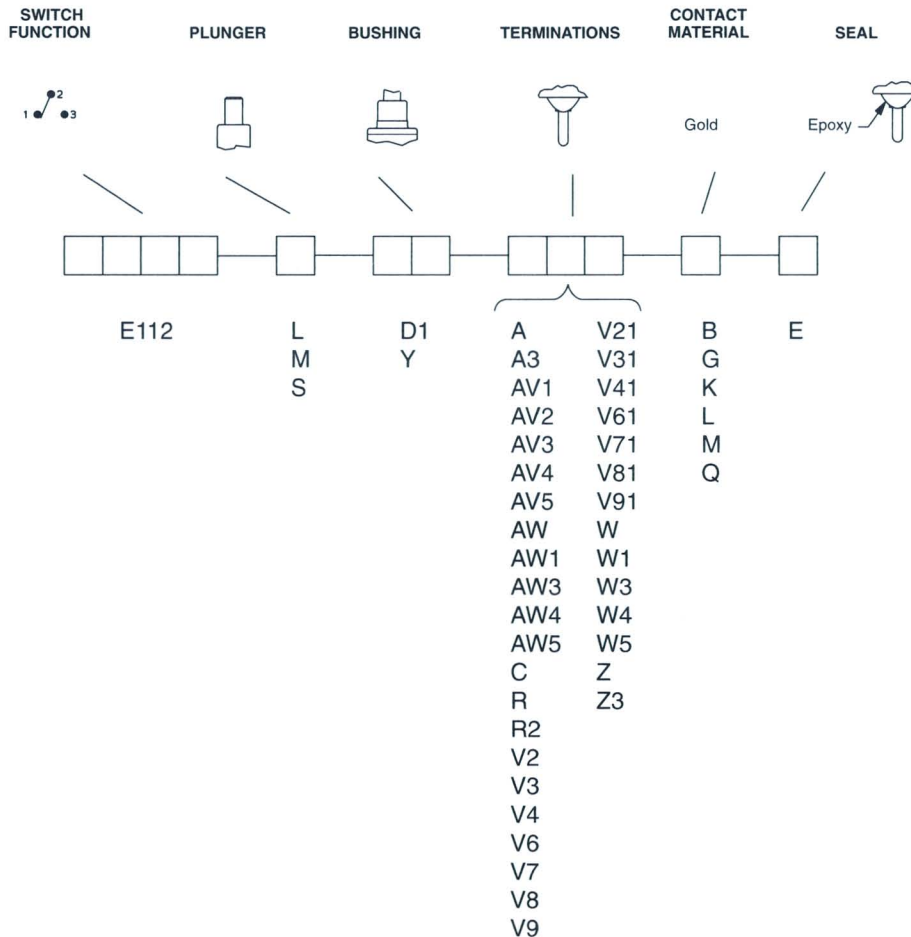 SWITCH FUNCTION PLUNGER BUSHING TERMINATIONS CONTACT MATERIAL SEAL
2
1 3
Gold
Epoxy
E112 L D1 A V21 B E
M Y A3 V31 G
S AV1 V41 K
AV2 V61 L
AV3 V71 M
AV4 V81 Q
AV5 V91
AW W
AW1 W1
AW3 W3
AW4 W4
AW5 W5
C Z
R Z3
R2
V2
V3
V4
V6
V7
V8
V9